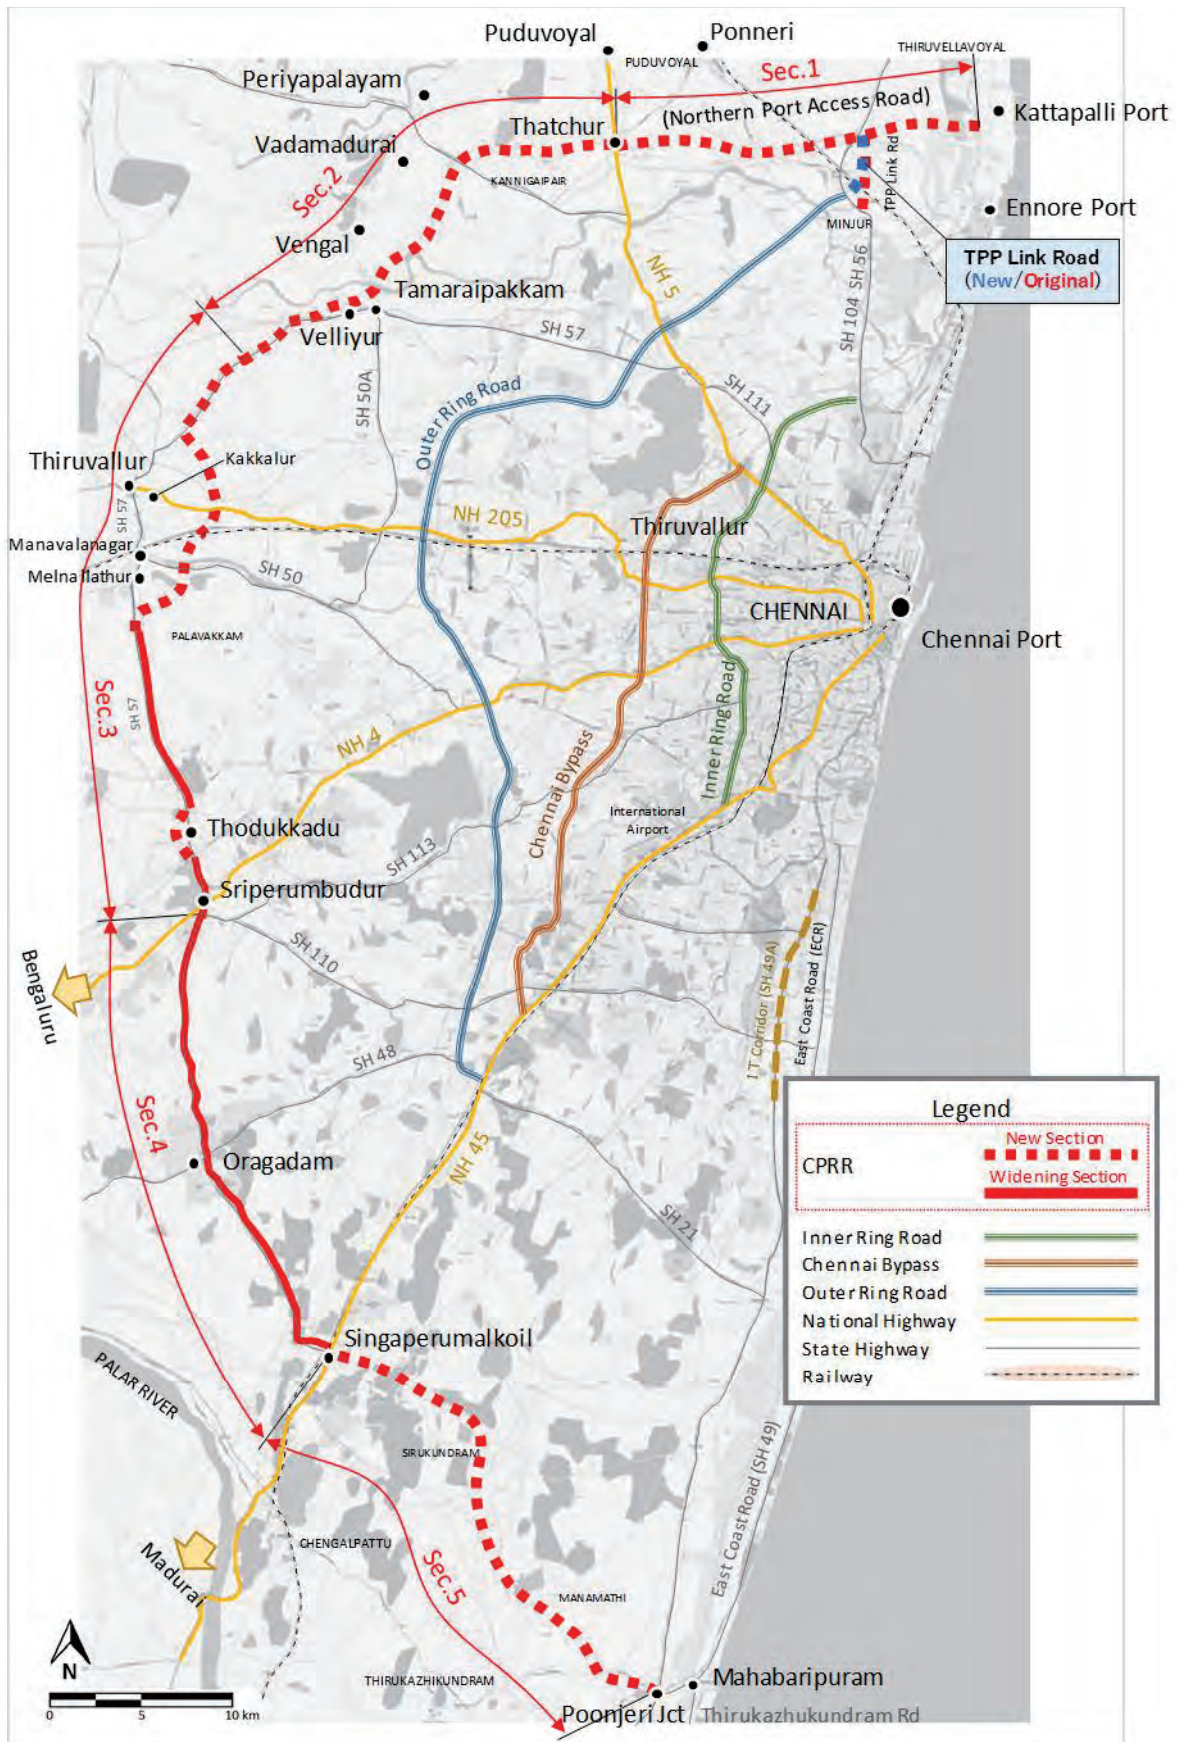 Puduvoyal
Ponneri
PUDUVOYAL
THIRUVELLAVOYAL
Sec.1
Periyapalayam
(Northern Port Access Road)
Kattapalli Port
Thatchur
Vadamadurai
KANNIGAIPAIR
TPP Link Rd
Sec.2
Ennore Port
MINJUR
Vengal
TPP Link Road
(New/Original)
NH 5
SH 56
Tamaraipakkam
SH 104
Velliyur
SH 57
SH 50A
Outer Ring Road
SH 111
Thiruvallur
Kakkalur
SH 57
NH 205
Thiruvallur
Manavalanagar
Melnallathur
SH 50
CHENNAI
Chennai Port
PALAVAKKAM
Sec.3
SH 57
Inner Ring Road
NH 4
Chennai Bypass
International
Airport
Thodukkadu
SH 113
Sriperumbudur
Bengaluru
SH 110
I T Corridor (SH 49A)
East Coast Road (ECR)
SH 48
Sec.4
Oragadam
NH 45
SH 21
Legend
CPRR
New Section
Widening Section
Inner Ring Road
Chennai Bypass
Outer Ring Road
National Highway
State Highway
Railway
Singaperumalkoil
PALAR RIVER
SIRUKUNDRAM
East Coast Road (SH 49)
CHENGALPATTU
Madurai
Sec.5
MANAMATHI
N
0 5 10 km
THIRUKAZHIKUNDRAM
Mahabaripuram
Poonjeri Jct
Thirukazhukundram Rd